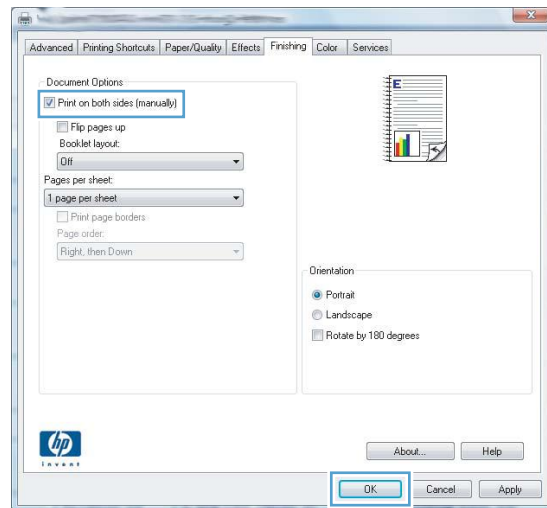 Advanced Printing Shortcuts Paper/Quality Effects Finishing Color Services
Document Options
Print on both sides (manually)
Flip pages up
Booklet layout:
Off
Pages per sheet:
1 page per sheet
Print page borders
Page order:
Right, then Down
E
Orientation
Portrait
Landscape
Rotate by 180 degrees
hp
invent
About... Help
OK Cancel Apply